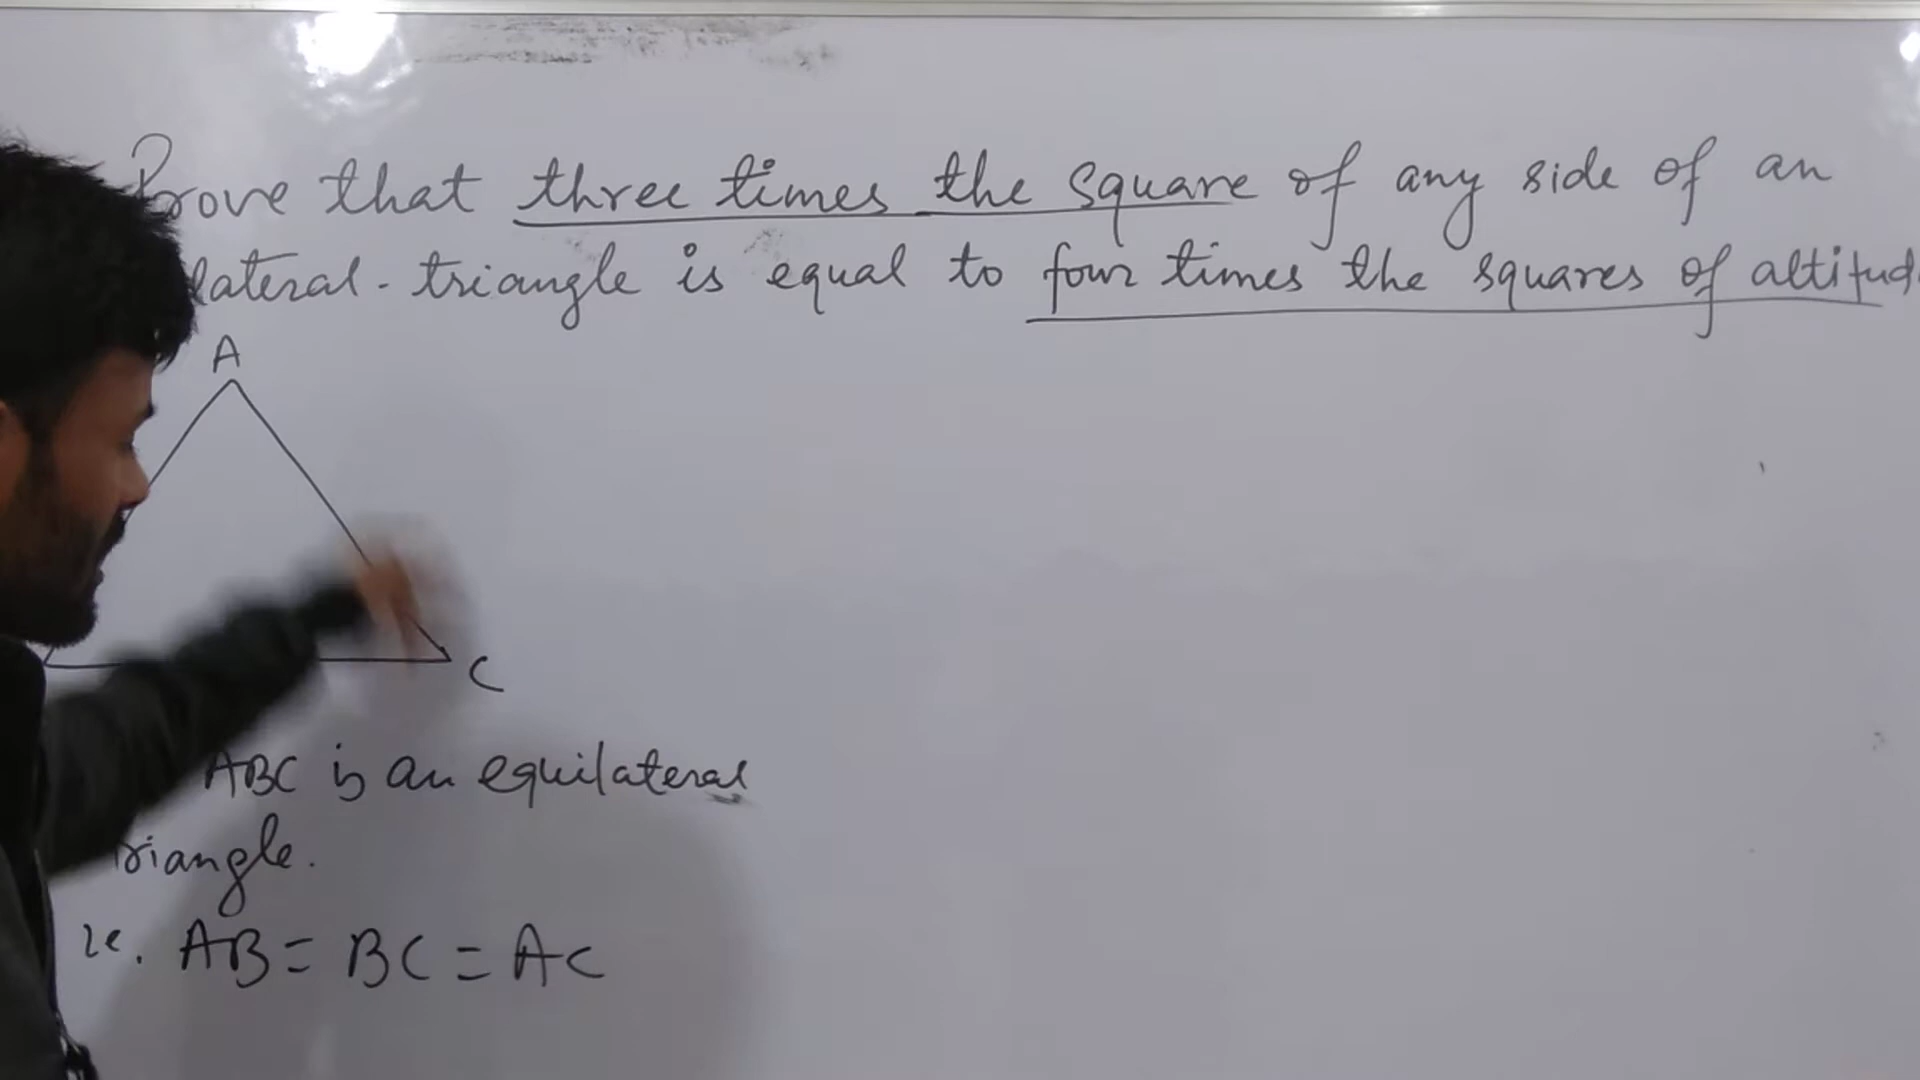 Prove that three times the square of any side of an
lateral - triangle is equal to four times the squares of altitud
A
C
ABC is an equilateral
riangle.
ie. AB = BC = AC